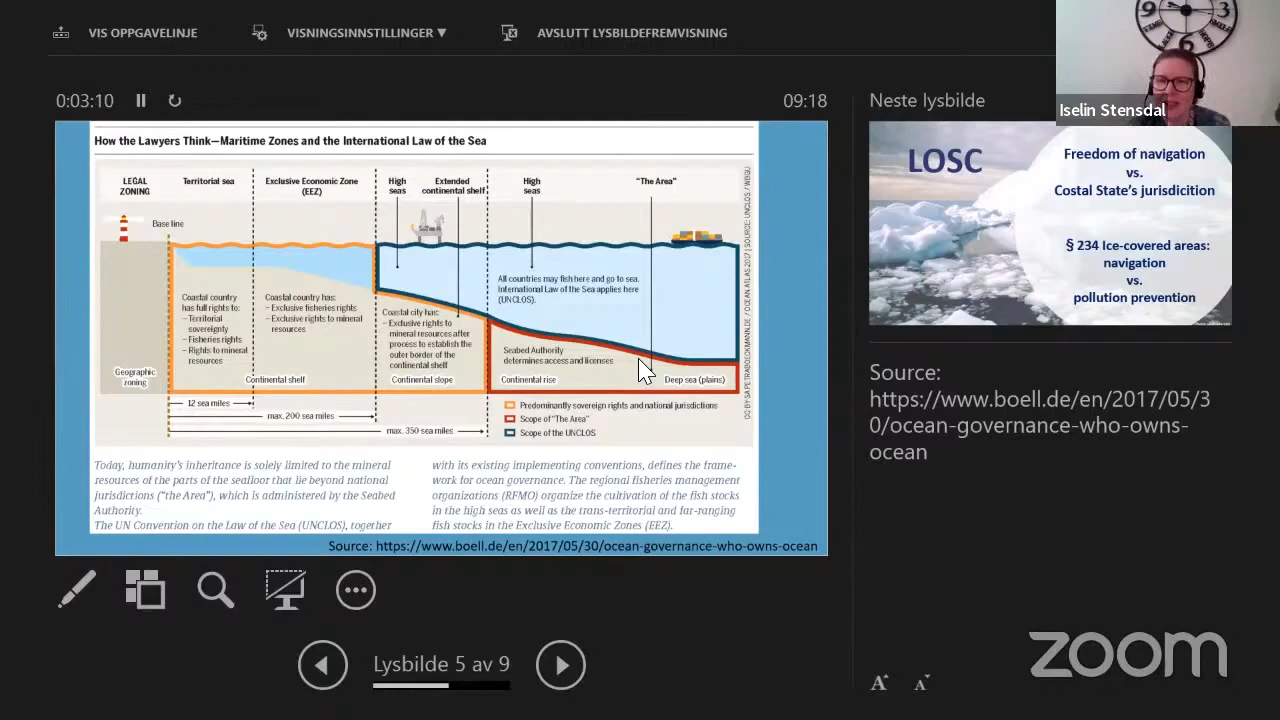 VIS OPPGAVELINJE
VISNINGSINNSTILLINGER ▼
AVSLUTT LYSBILDEFREMVISNING
9
3
6
Iselin Stensdal
0:03:10
09:18
Neste lysbilde
How the Lawyers Think—Maritime Zones and the International Law of the Sea
LEGAL
ZONING
Territorial sea
Exclusive Economic Zone
(EEZ)
High
seas
Extended
continental shelf
High
seas
“The Area”
Base line
Coastal country
has full rights to:
– Territorial
sovereignty
– Fisheries rights
– Rights to mineral
resources
Coastal country has:
– Exclusive fisheries rights
– Exclusive rights to mineral
resources
Coastal city has:
– Exclusive rights to
mineral resources after
process to establish the
outer border of the
continental shelf
All countries may fish here and go to sea.
International Law of the Sea applies here
(UNCLOS).
Seabed Authority
determines access and licenses
Geographic
zoning
Continental shelf
Continental slope
Continental rise
Deep sea (plains)
12 sea miles
max. 200 sea miles
max. 350 sea miles
Predominantly sovereign rights and national jurisdictions
Scope of “The Area”
Scope of the UNCLOS
CC BY-SA PETRABOECKMANN.DE / OCEAN ATLAS 2017 | SOURCE: UNCLOS / WBGU
Today, humanity’s inheritance is solely limited to the mineral
resources of the parts of the seafloor that lie beyond national
jurisdictions (“the Area”), which is administered by the Seabed
Authority.
The UN Convention on the Law of the Sea (UNCLOS), together
with its existing implementing conventions, defines the frame-
work for ocean governance. The regional fisheries management
organizations (RFMO) organize the cultivation of the fish stocks
in the high seas as well as the trans-territorial and far-ranging
fish stocks in the Exclusive Economic Zones (EEZ).
Source: https://www.boell.de/en/2017/05/30/ocean-governance-who-owns-ocean
LOSC
Freedom of navigation
vs.
Costal State’s jurisdicition
§ 234 Ice-covered areas:
navigation
vs.
pollution prevention
Source:
https://www.boell.de/en/2017/05/3
0/ocean-governance-who-owns-
ocean
Lysbilde 5 av 9
A A
zoom